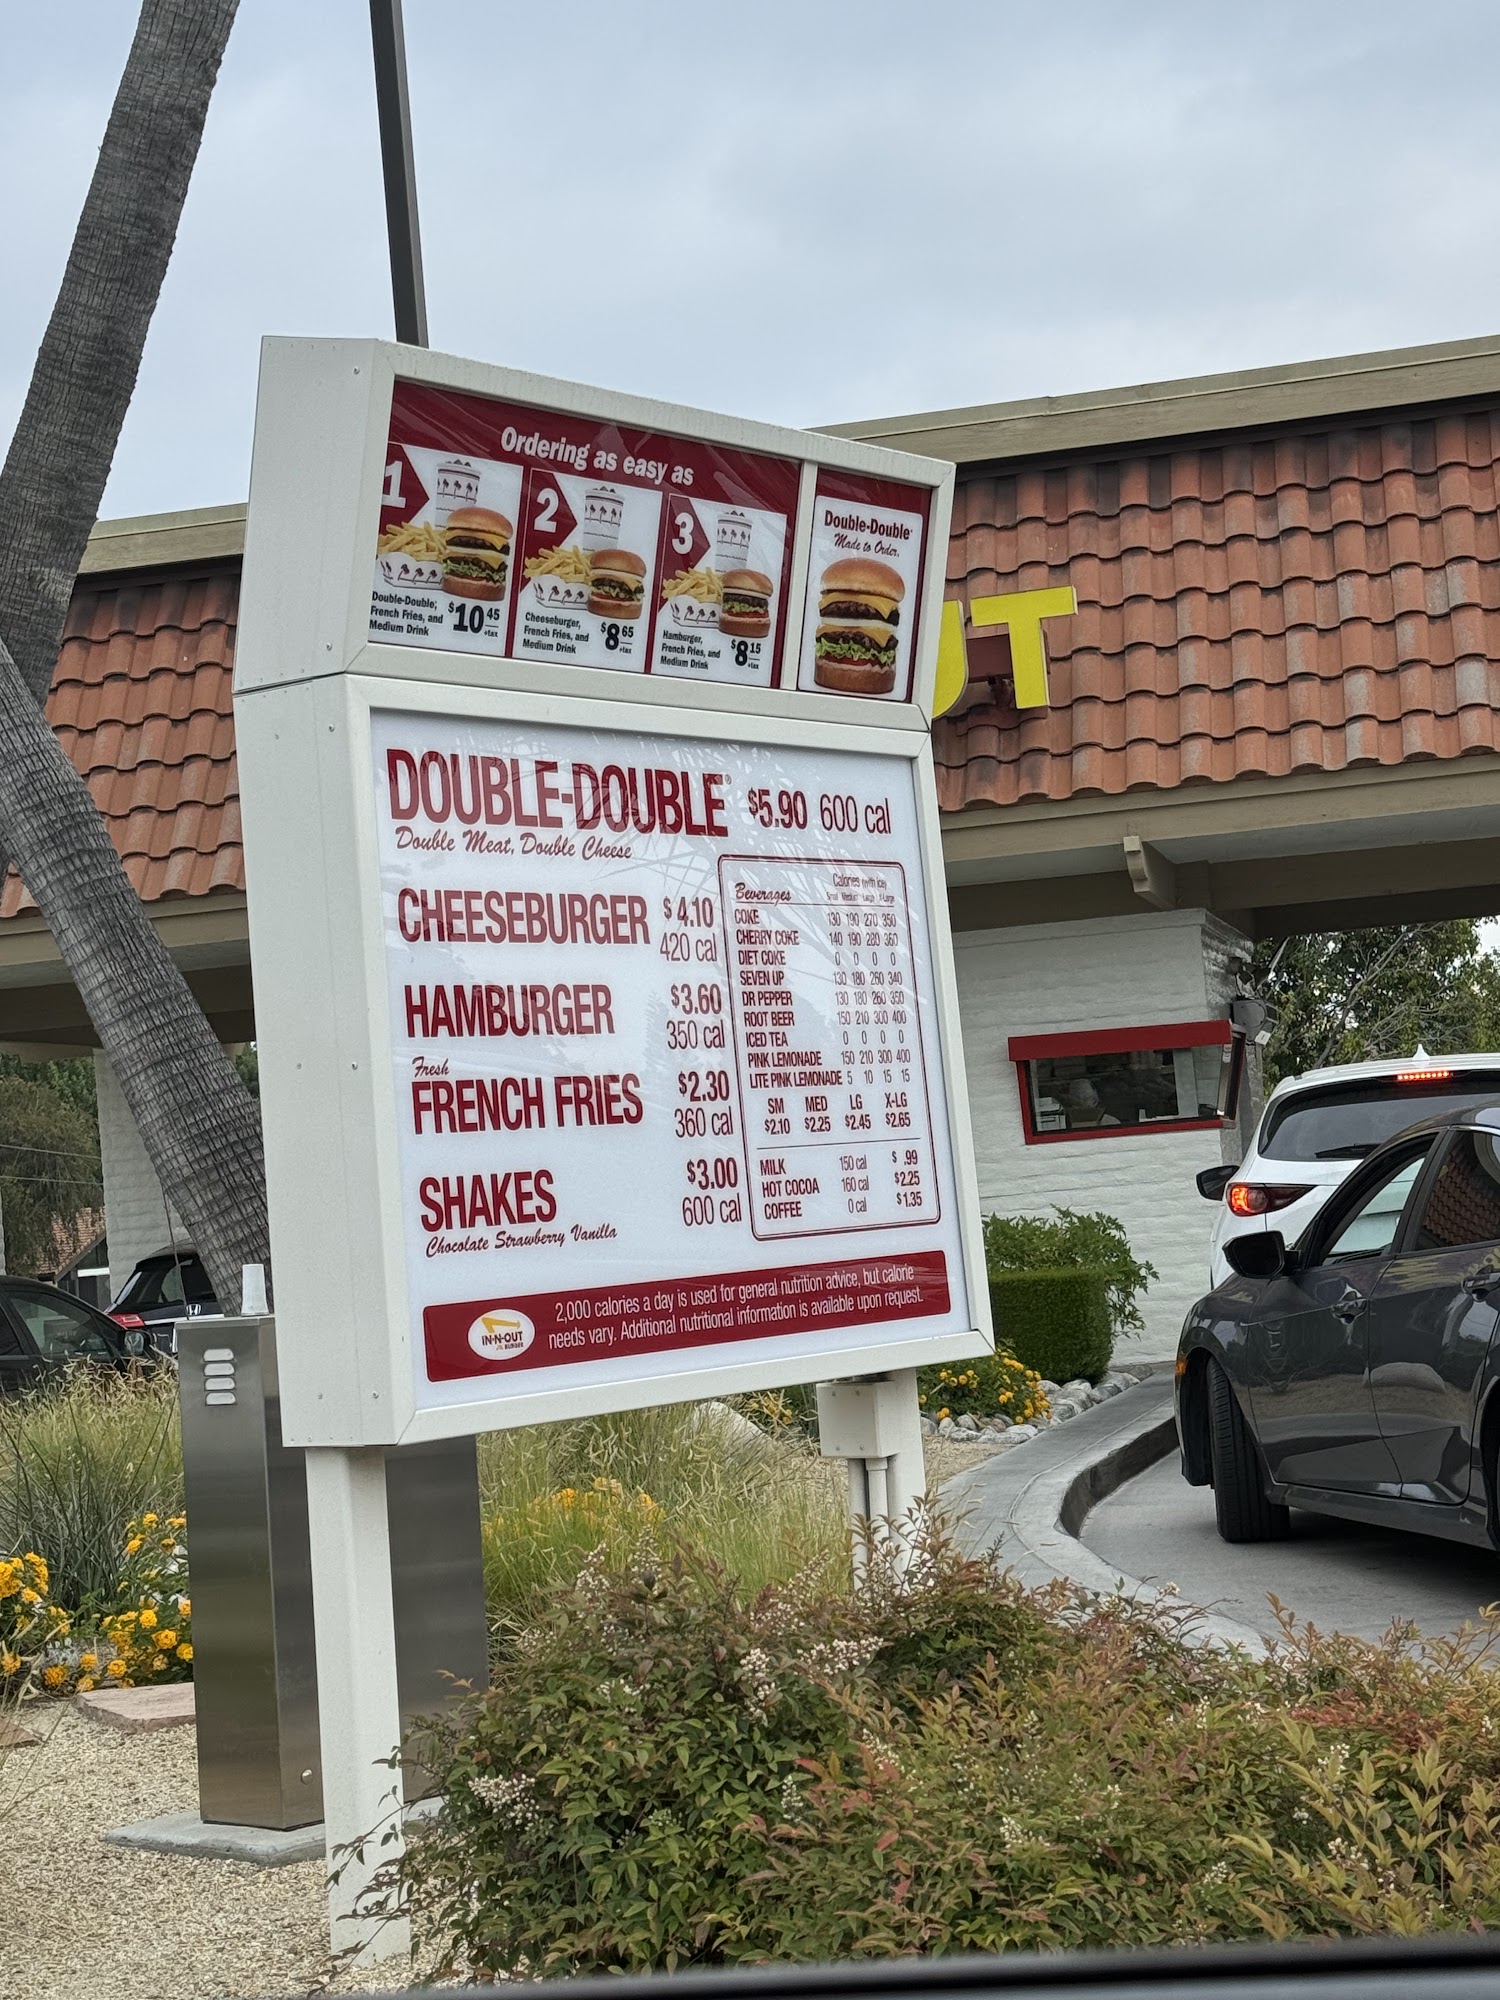 Ordering as easy as
1
Double-Double,
French Fries, and
Medium Drink
$10 45
+tax
2
Cheeseburger,
French Fries, and
Medium Drink
$8 65
+tax
3
Hamburger,
French Fries, and
Medium Drink
$8 15
+tax
Double-Double®
Made to Order.
UT
DOUBLE-DOUBLE® $5.90 600 cal
Double Meat, Double Cheese
CHEESEBURGER $4.10
420 cal
HAMBURGER $3.60
350 cal
Fresh
FRENCH FRIES $2.30
360 cal
SHAKES $3.00
600 cal
Chocolate Strawberry Vanilla
Beverages Calories (with ice)
Small Medium Large X-Large
COKE 130 190 270 350
CHERRY COKE 140 190 280 360
DIET COKE 0 0 0 0
SEVEN UP 130 180 260 340
DR PEPPER 130 180 260 350
ROOT BEER 150 210 300 400
ICED TEA 0 0 0 0
PINK LEMONADE 150 210 300 400
LITE PINK LEMONADE 5 10 15 15
SM MED LG X-LG
$2.10 $2.25 $2.45 $2.65
MILK 150 cal $ .99
HOT COCOA 160 cal $2.25
COFFEE 0 cal $1.35
IN-N-OUT
BURGER
2,000 calories a day is used for general nutrition advice, but calorie
needs vary. Additional nutritional information is available upon request.